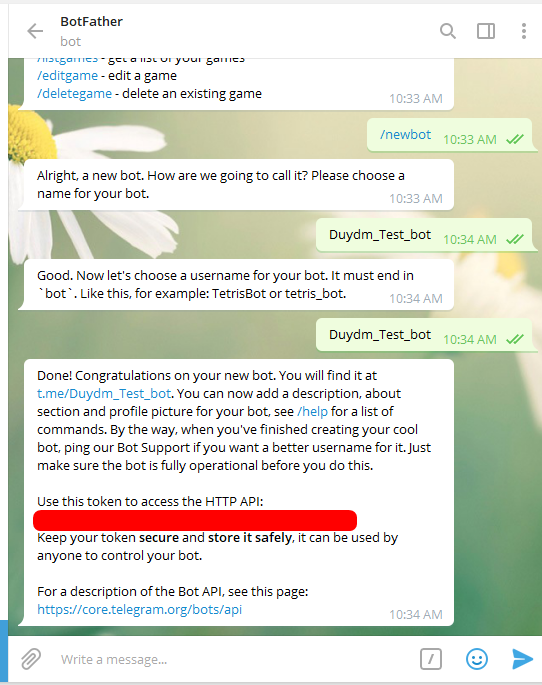 BotFather
bot
/listgames - get a list of your games
/editgame - edit a game
/deletegame - delete an existing game
10:33 AM
/newbot
10:33 AM
Alright, a new bot. How are we going to call it? Please choose a
name for your bot.
10:33 AM
Duydm_Test_bot
10:34 AM
Good. Now let's choose a username for your bot. It must end in
`bot`. Like this, for example: TetrisBot or tetris_bot.
10:34 AM
Duydm_Test_bot
10:34 AM
Done! Congratulations on your new bot. You will find it at
t.me/Duydm_Test_bot. You can now add a description, about
section and profile picture for your bot, see /help for a list of
commands. By the way, when you've finished creating your cool
bot, ping our Bot Support if you want a better username for it. Just
make sure the bot is fully operational before you do this.
Use this token to access the HTTP API:
Keep your token secure and store it safely, it can be used by
anyone to control your bot.
For a description of the Bot API, see this page:
https://core.telegram.org/bots/api
10:34 AM
Write a message...